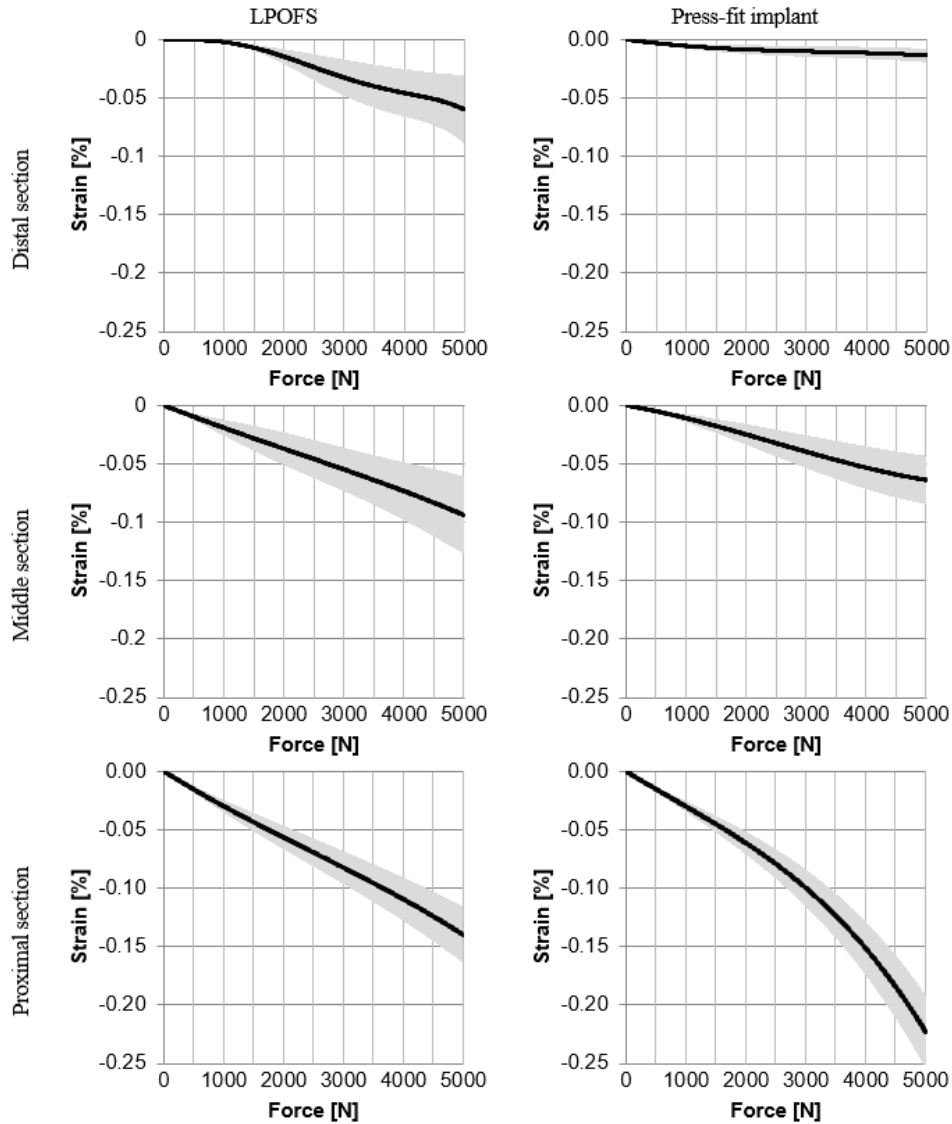 LPOFS
Press-fit implant
Distal section
Strain [%]
0
-0.05
-0.1
-0.15
-0.2
-0.25
0 1000 2000 3000 4000 5000
Force [N]
Strain [%]
0.00
-0.05
-0.10
-0.15
-0.20
-0.25
0 1000 2000 3000 4000 5000
Force [N]
Middle section
Strain [%]
0
-0.05
-0.1
-0.15
-0.2
-0.25
0 1000 2000 3000 4000 5000
Force [N]
Strain [%]
0.00
-0.05
-0.10
-0.15
-0.20
-0.25
0 1000 2000 3000 4000 5000
Force [N]
Proximal section
Strain [%]
0.00
-0.05
-0.10
-0.15
-0.20
-0.25
0 1000 2000 3000 4000 5000
Force [N]
Strain [%]
0.00
-0.05
-0.10
-0.15
-0.20
-0.25
0 1000 2000 3000 4000 5000
Force [N]